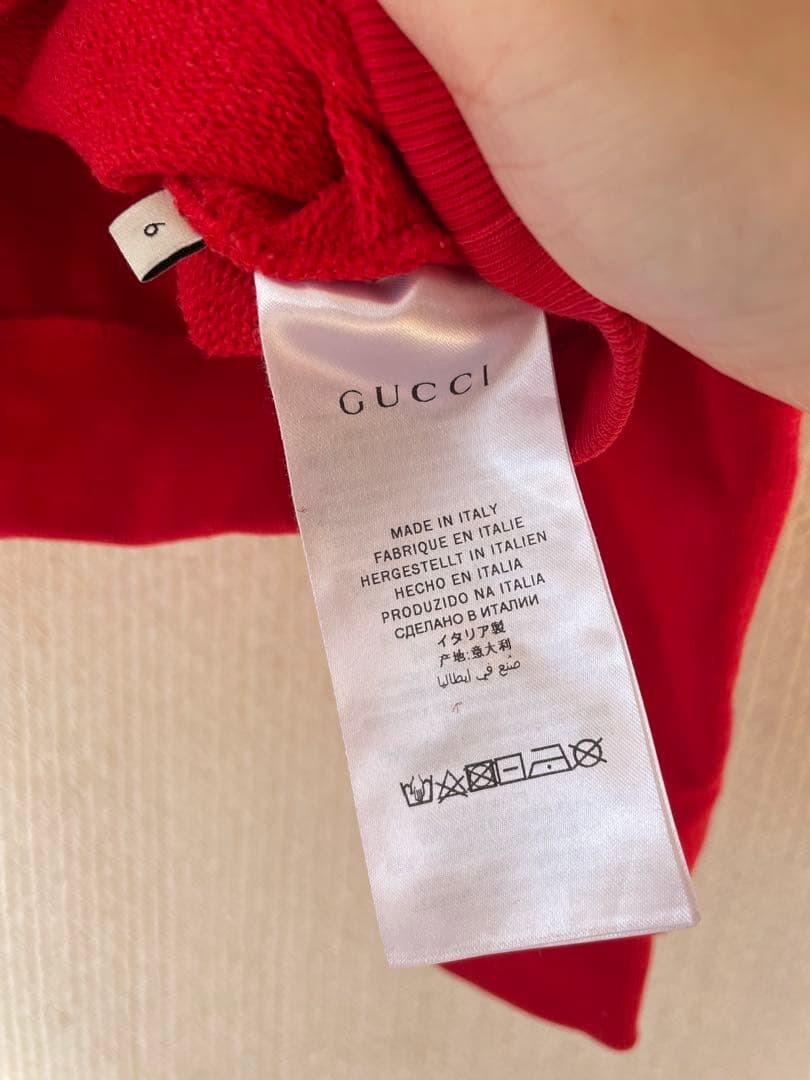 6
GUCCI
MADE IN ITALY
FABRIQUE EN ITALIE
HERGESTELLT IN ITALIEN
HECHO EN ITALIA
PRODUZIDO NA ITALIA
СДЕЛАНО В ИТАЛИИ
イタリア製
产地:意大利
صنع في ايطاليا